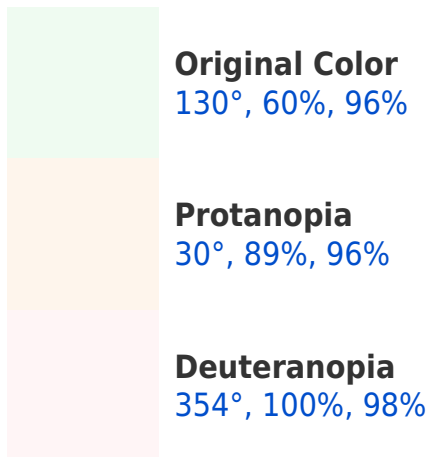 Original Color
130°, 60%, 96%
Protanopia
30°, 89%, 96%
Deuteranopia
354°, 100%, 98%